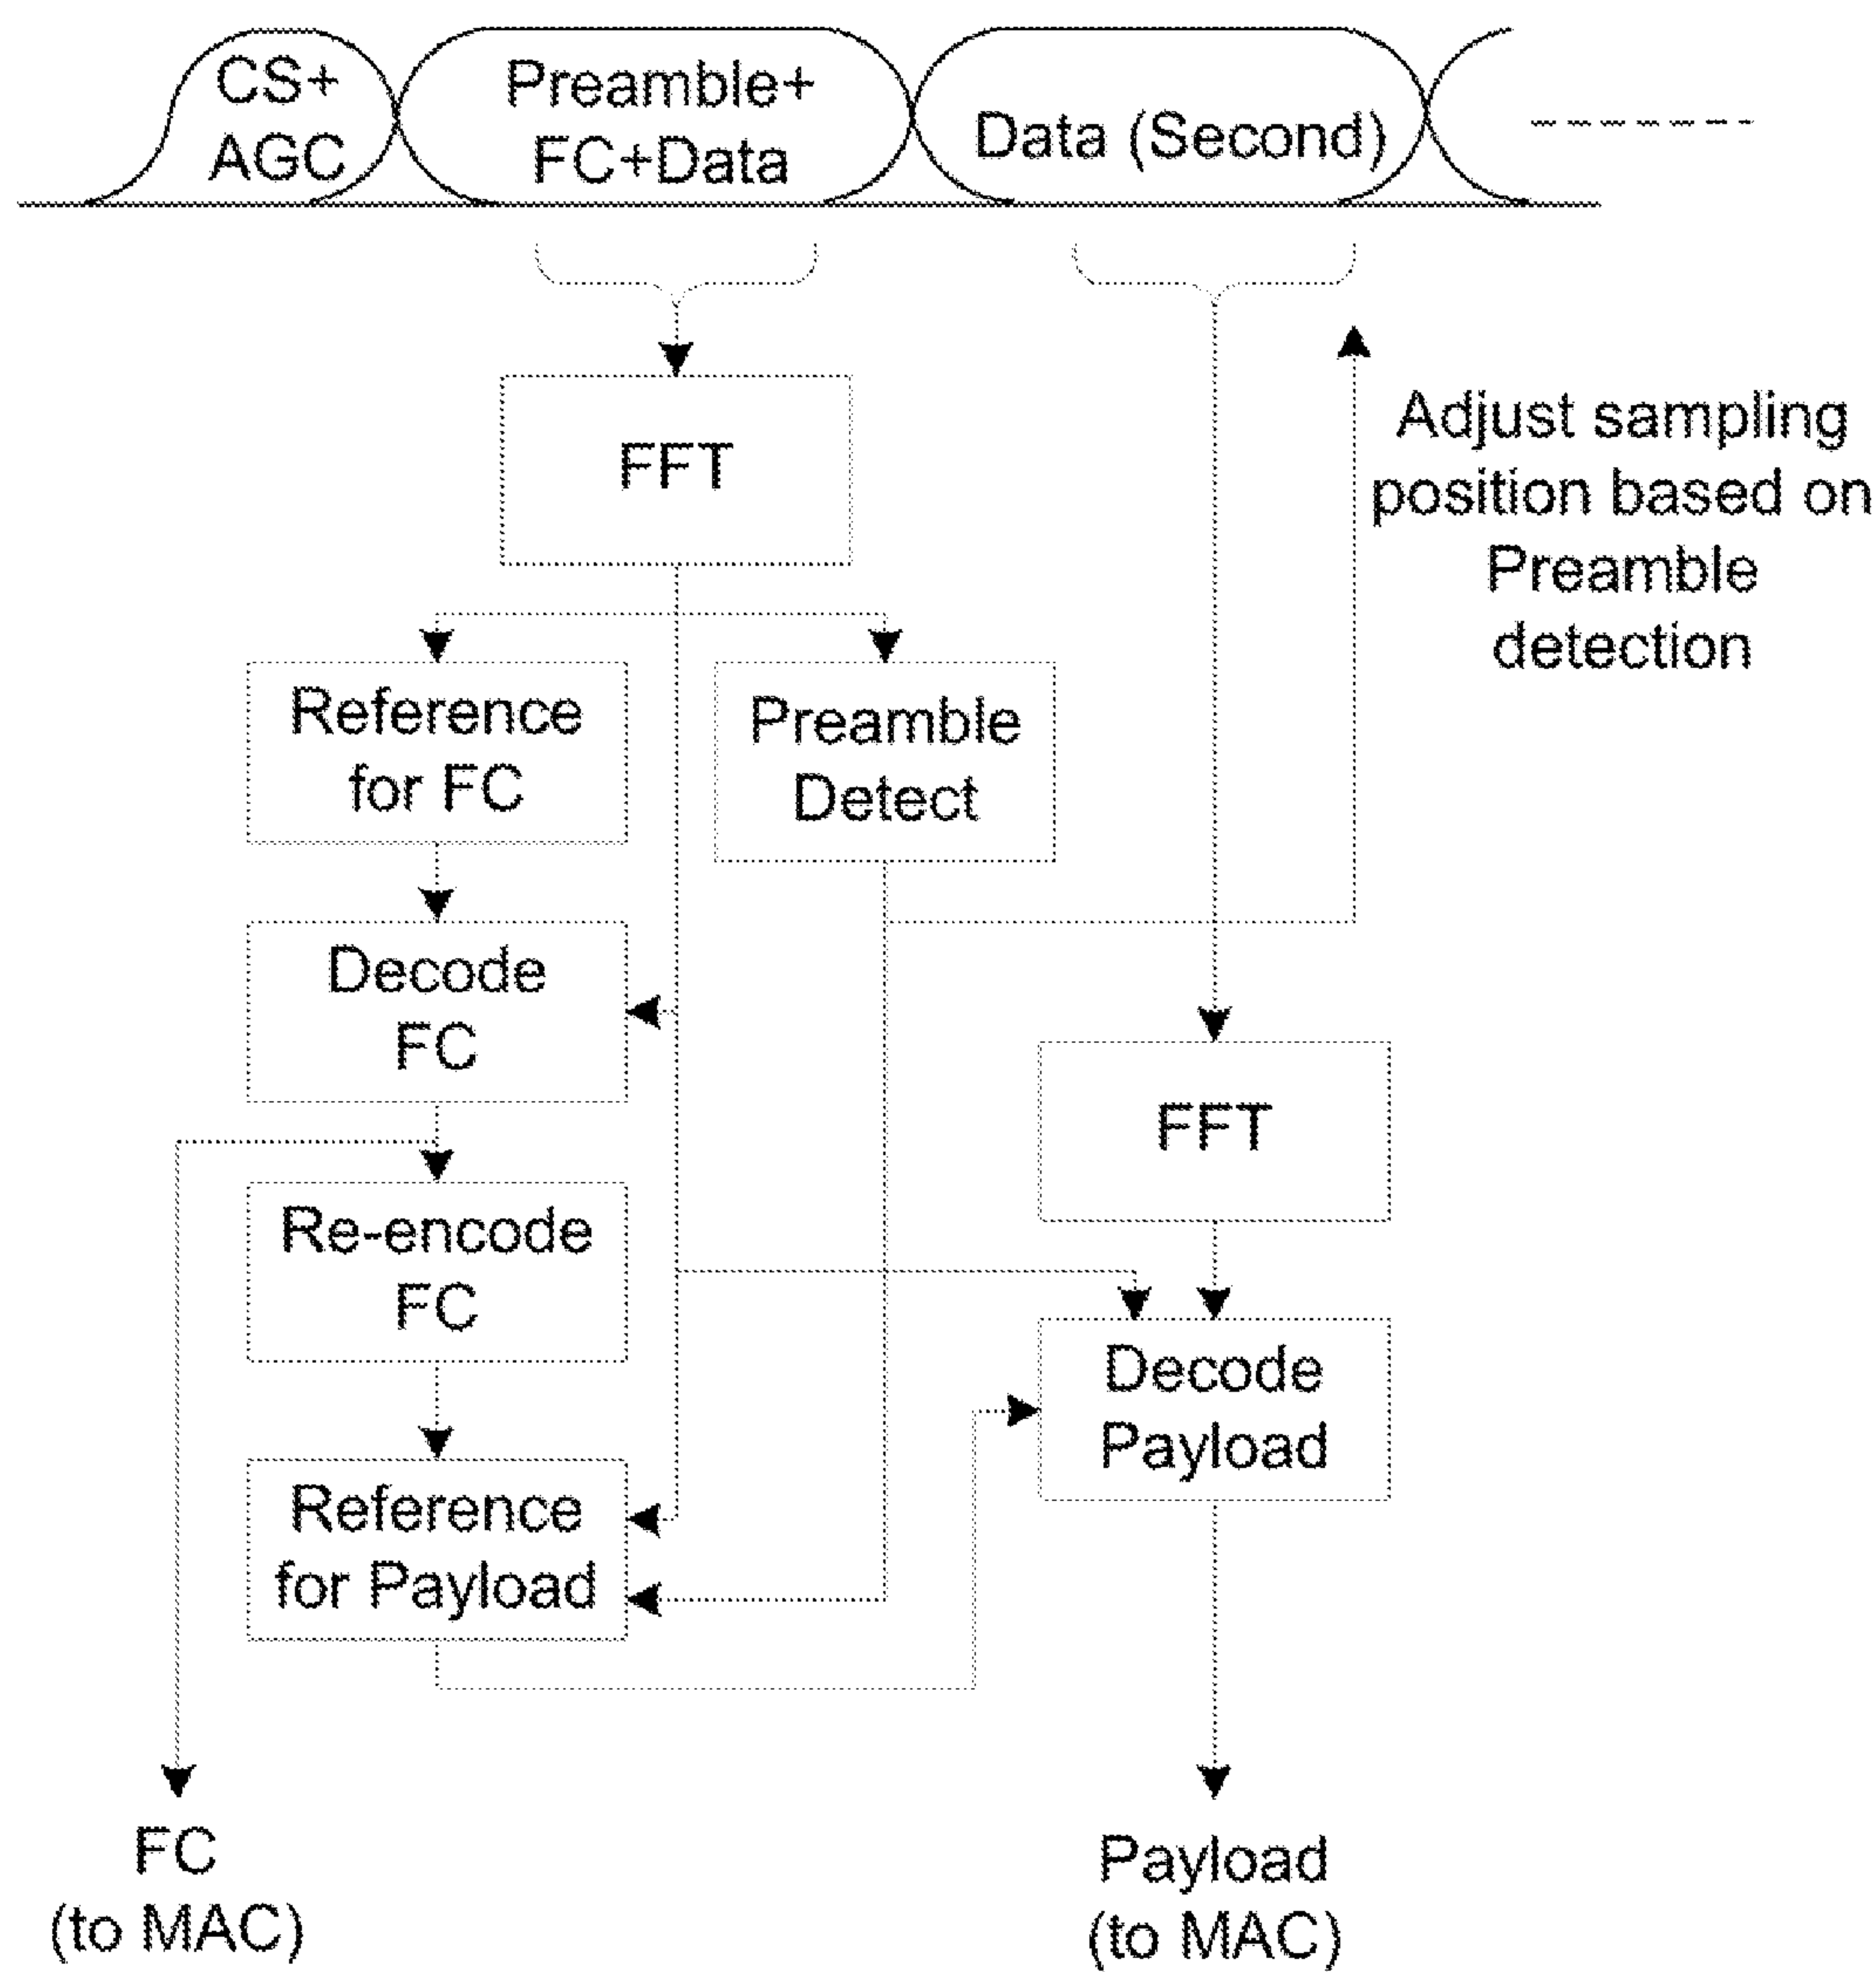 CS+
AGC
Preamble+
FC+Data
Data (Second)
FFT
Adjust sampling
position based on
Preamble
detection
Reference
for FC
Preamble
Detect
Decode
FC
FFT
Re-encode
FC
Decode
Payload
Reference
for Payload
FC
(to MAC)
Payload
(to MAC)